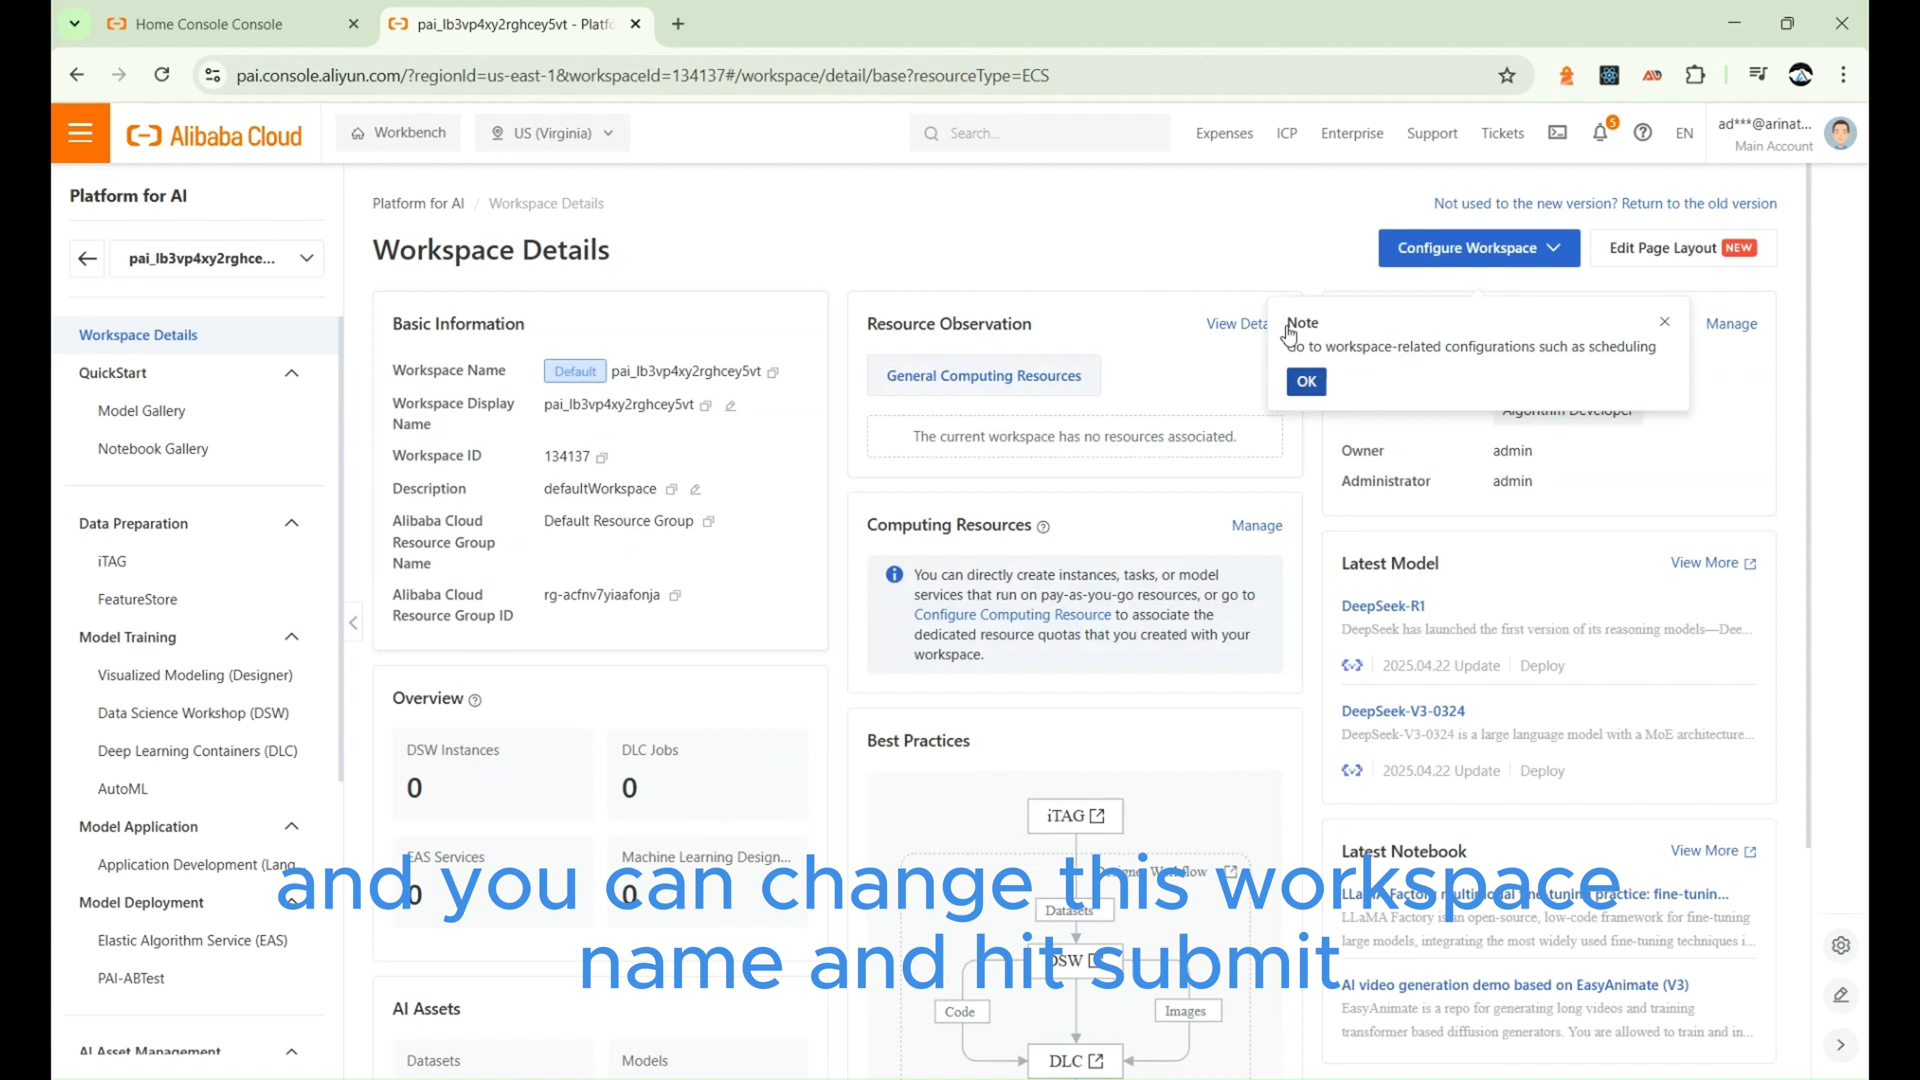 Home Console Console
pai_lb3vp4xy2rghcey5vt - Platfo
pai.console.aliyun.com/?regionId=us-east-1&workspaceId=134137#/workspace/detail/base?resourceType=ECS
Alibaba Cloud
Workbench
US (Virginia)
Search...
Expenses
ICP
Enterprise
Support
Tickets
5
EN
ad***@arinat...
Main Account
Platform for AI
pai_lb3vp4xy2rghce...
Workspace Details
QuickStart
Model Gallery
Notebook Gallery
Data Preparation
iTAG
FeatureStore
Model Training
Visualized Modeling (Designer)
Data Science Workshop (DSW)
Deep Learning Containers (DLC)
AutoML
Model Application
Application Development (Lang
Model Deployment
Elastic Algorithm Service (EAS)
PAI-ABTest
AI Asset Management
Platform for AI / Workspace Details
Not used to the new version? Return to the old version
Workspace Details
Configure Workspace
Edit Page Layout NEW
Basic Information
Workspace Name
Default pai_lb3vp4xy2rghcey5vt
Workspace Display
Name
pai_lb3vp4xy2rghcey5vt
Workspace ID
134137
Description
defaultWorkspace
Alibaba Cloud
Resource Group
Name
Default Resource Group
Alibaba Cloud
Resource Group ID
rg-acfnv7yiaafonja
Overview
DSW Instances
0
DLC Jobs
0
EAS Services
0
Machine Learning Design...
0
AI Assets
Datasets
Models
Resource Observation
View Deta
General Computing Resources
The current workspace has no resources associated.
Computing Resources
Manage
You can directly create instances, tasks, or model
services that run on pay-as-you-go resources, or go to
Configure Computing Resource to associate the
dedicated resource quotas that you created with your
workspace.
Best Practices
iTAG
Designer Workflow
Datasets
DSW
Code
Images
DLC
Note
Go to workspace-related configurations such as scheduling
OK
Manage
Algorithm Developer
Owner
admin
Administrator
admin
Latest Model
View More
DeepSeek-R1
DeepSeek has launched the first version of its reasoning models—Dee...
2025.04.22 Update
Deploy
DeepSeek-V3-0324
DeepSeek-V3-0324 is a large language model with a MoE architecture...
2025.04.22 Update
Deploy
Latest Notebook
View More
LLaMA Factory multimodal fine-tuning practice: fine-tunin...
LLaMA Factory is an open-source, low-code framework for fine-tuning
large models, integrating the most widely used fine-tuning techniques i...
AI video generation demo based on EasyAnimate (V3)
EasyAnimate is a repo for generating long videos and training
transformer based diffusion generators. You are allowed to train and in...
and you can change this workspace
name and hit submit